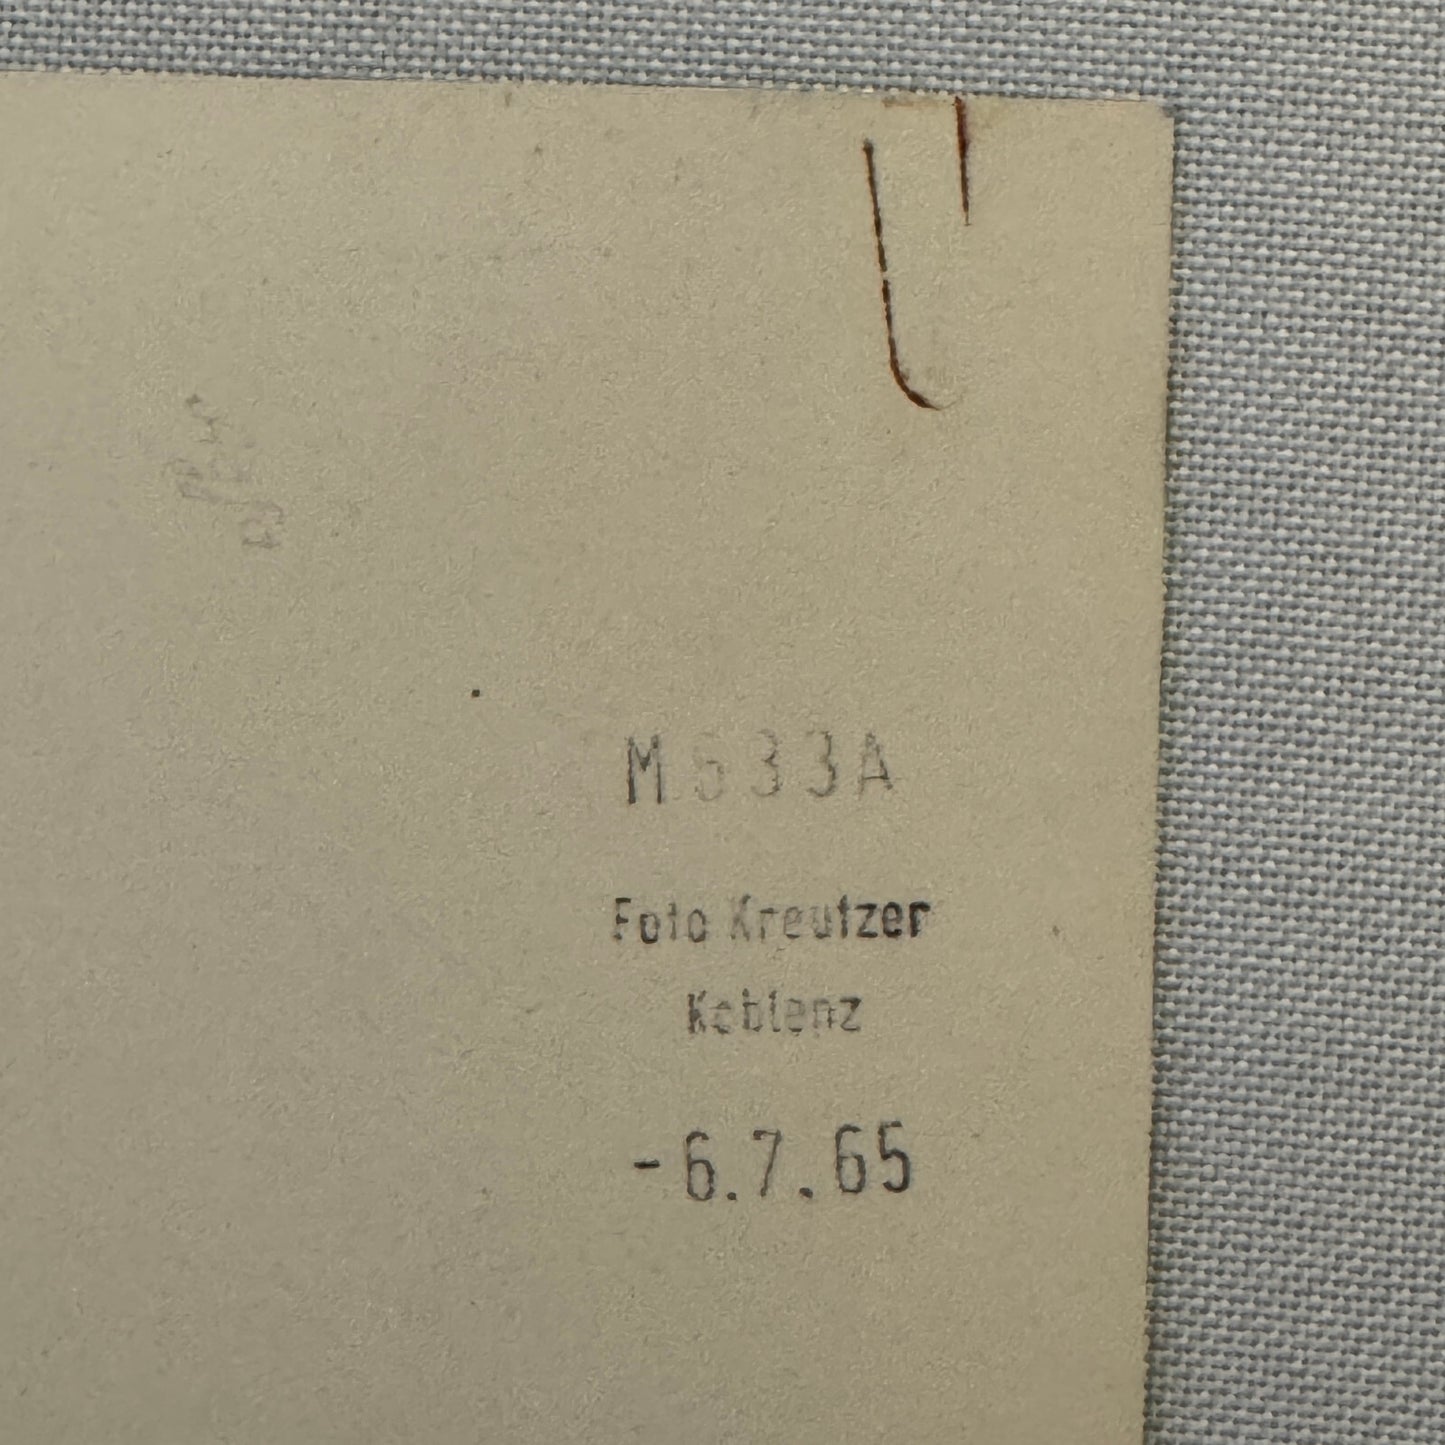 M633A
Foto Kreutzer
Koblenz
-6.7.65